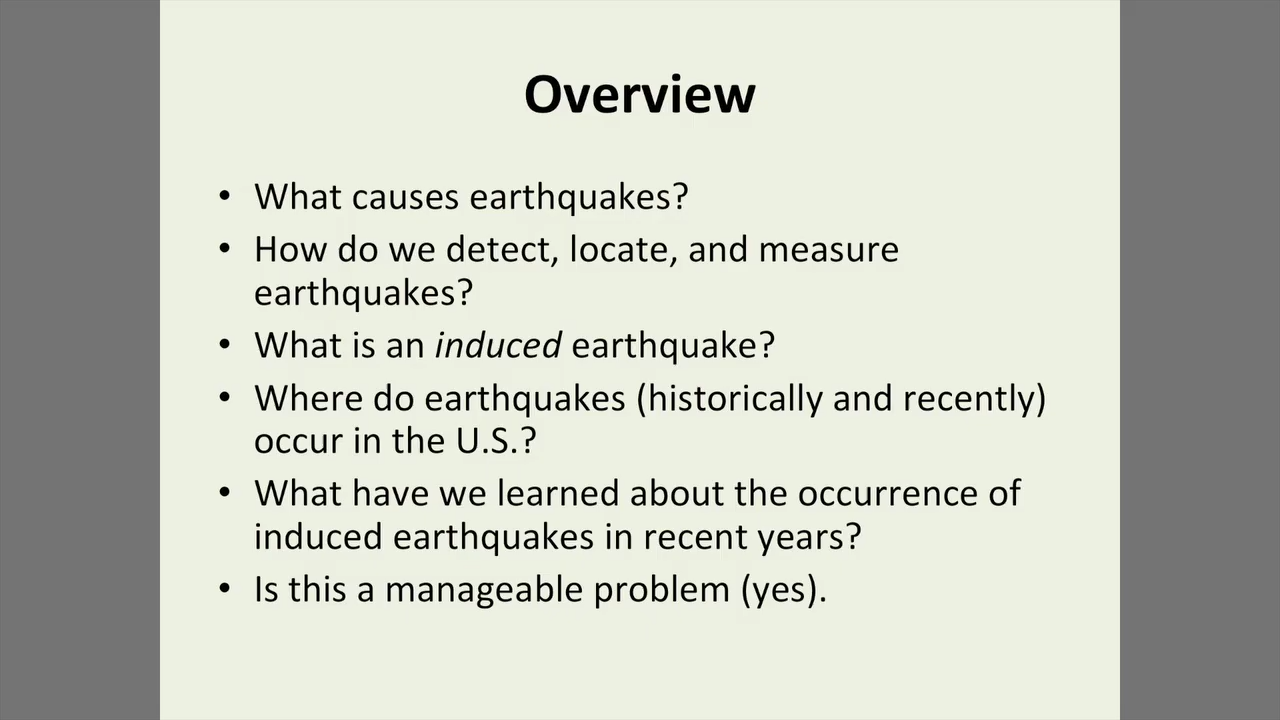 Overview
• What causes earthquakes?
• How do we detect, locate, and measure
earthquakes?
• What is an induced earthquake?
• Where do earthquakes (historically and recently)
occur in the U.S.?
• What have we learned about the occurrence of
induced earthquakes in recent years?
• Is this a manageable problem (yes).